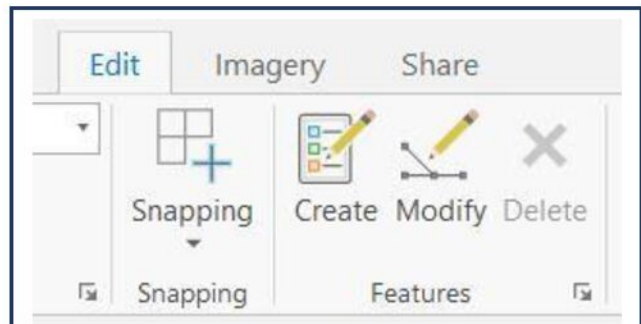 Edit Imagery Share
Snapping Create Modify Delete
Snapping Features